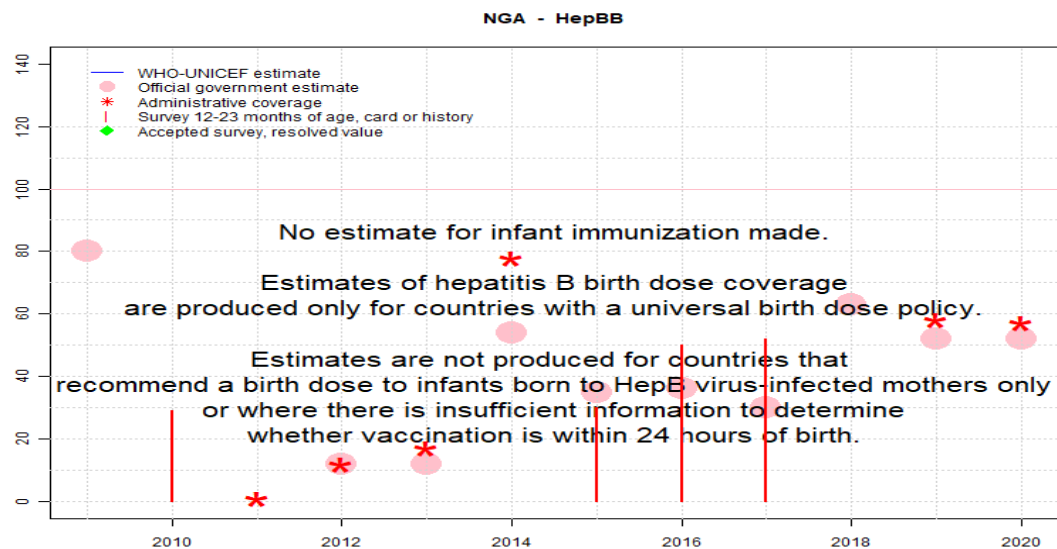 NGA - HepBB
WHO-UNICEF estimate
Official government estimate
Administrative coverage
Survey 12-23 months of age, card or history
Accepted survey, resolved value
140
120
100
80
60
40
20
0
No estimate for infant immunization made.
Estimates of hepatitis B birth dose coverage
are produced only for countries with a universal birth dose policy.
Estimates are not produced for countries that
recommend a birth dose to infants born to HepB virus-infected mothers only
or where there is insufficient information to determine
whether vaccination is within 24 hours of birth.
2010 2012 2014 2016 2018 2020